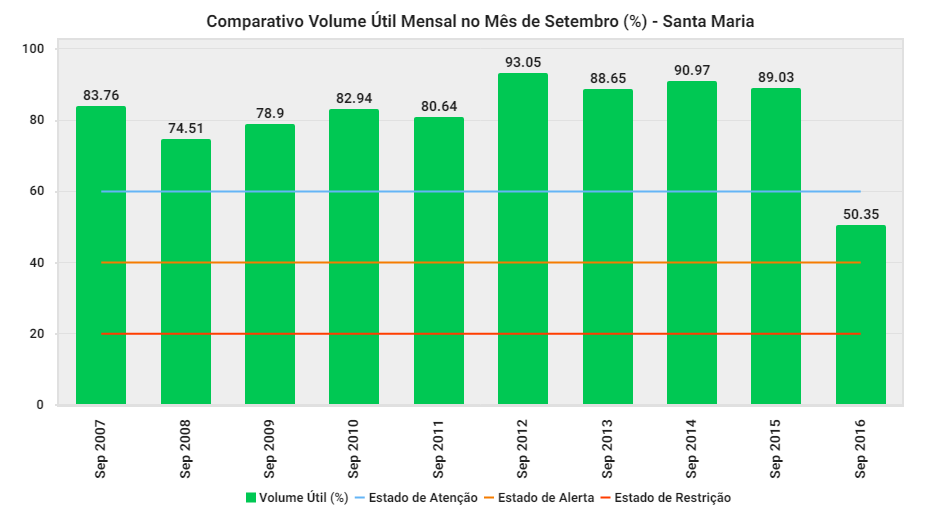 Comparativo Volume Útil Mensal no Mês de Setembro (%) - Santa Maria
100
80
60
40
20
0
83.76
74.51
78.9
82.94
80.64
93.05
88.65
90.97
89.03
50.35
Sep 2007
Sep 2008
Sep 2009
Sep 2010
Sep 2011
Sep 2012
Sep 2013
Sep 2014
Sep 2015
Sep 2016
Volume Útil (%) Estado de Atenção Estado de Alerta Estado de Restrição